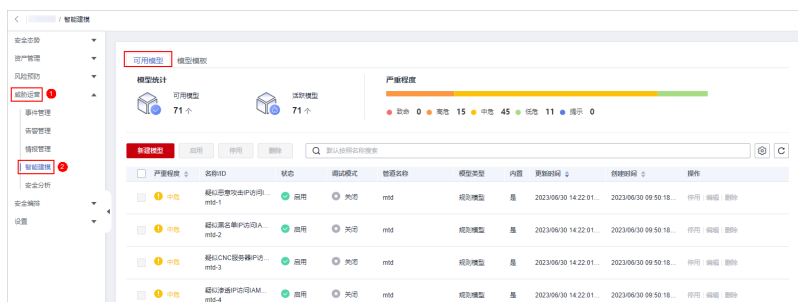 / 智能建模
安全态势
资产管理
风险预防
威胁运营 1
事件管理
告警管理
情报管理
智能建模 2
安全分析
安全编排
设置
可用模型 模型模板
模型统计
可用模型
71 个
活跃模型
71 个
严重程度
致命 0 高危 15 中危 45 低危 11 提示 0
新建模型 启用 停用 删除 默认按照名称搜索
严重程度 名称/ID 状态 调试模式 管道名称 模型类型 内置 更新时间 创建时间 操作
中危 疑似恶意攻击IP访问I... 启用 关闭 mtd 规则模型 是 2023/06/30 14:22:01... 2023/06/30 09:50:18... 停用 编辑 删除
mtd-1
中危 疑似黑名单IP访问IA... 启用 关闭 mtd 规则模型 是 2023/06/30 14:22:01... 2023/06/30 09:50:18... 停用 编辑 删除
mtd-2
中危 疑似CNC服务器IP访... 启用 关闭 mtd 规则模型 是 2023/06/30 14:22:01... 2023/06/30 09:50:18... 停用 编辑 删除
mtd-3
中危 疑似渗透IP访问IAM... 启用 关闭 mtd 规则模型 是 2023/06/30 14:22:01... 2023/06/30 09:50:18... 停用 编辑 删除
mtd-4